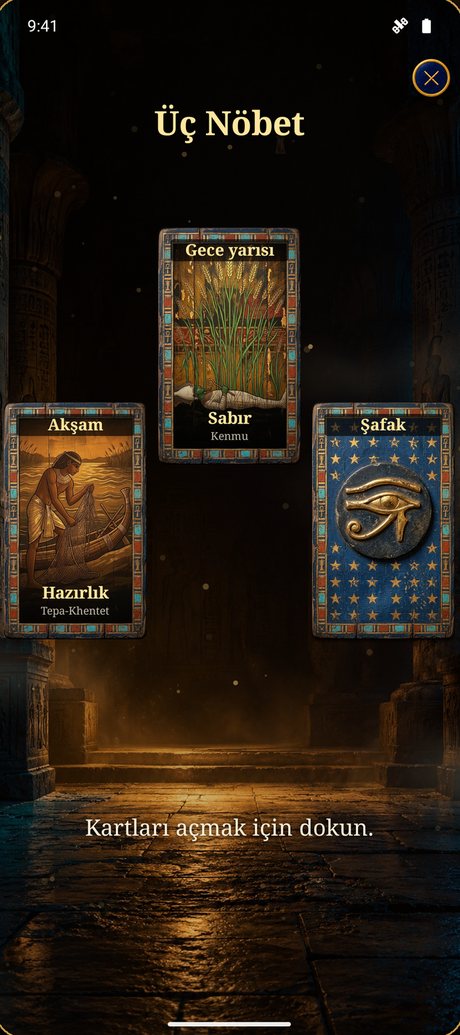 9:41
Üç Nöbet
Gece yarısı
Sabır
Kenmu
Akşam
Hazırlık
Tepa-Khentet
Şafak
Kartları açmak için dokun.